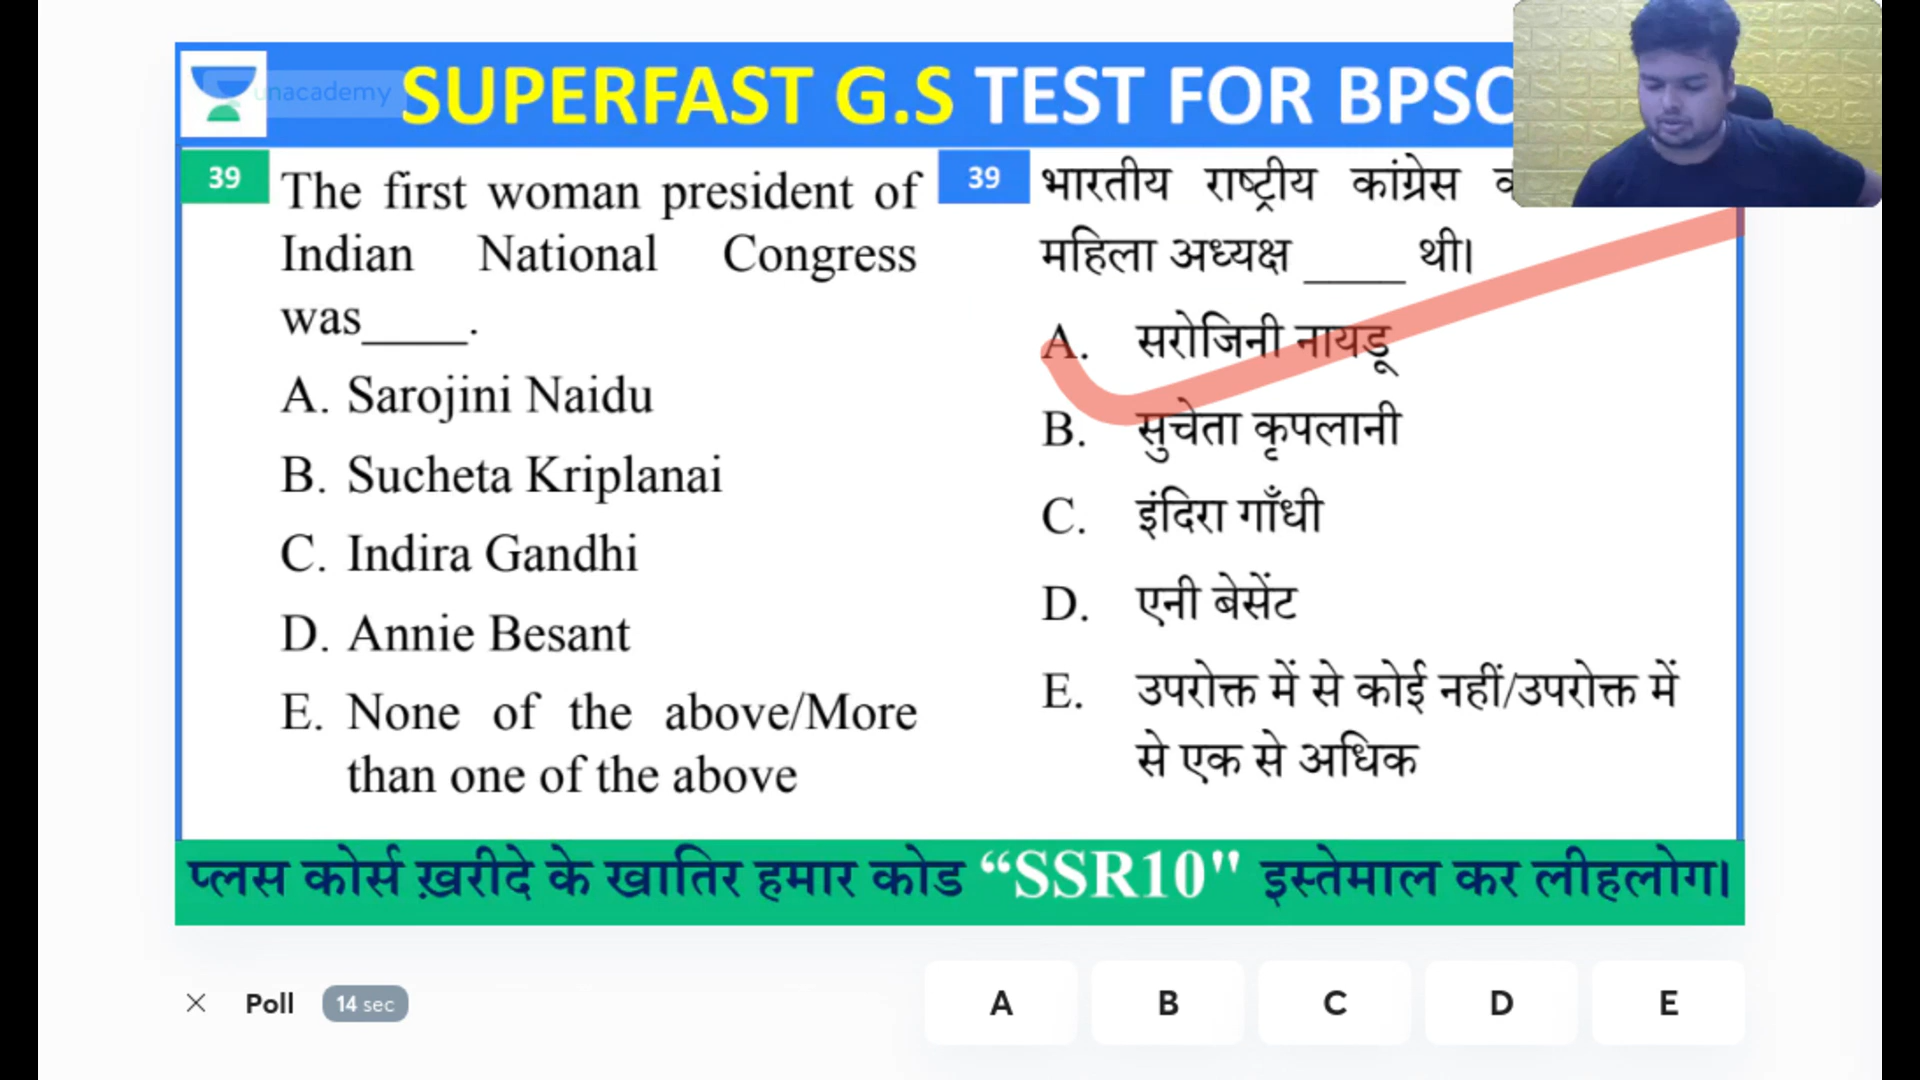 unacademy
SUPERFAST G.S TEST FOR BPSC
39
The first woman president of
Indian National Congress
was____.
A. Sarojini Naidu
B. Sucheta Kriplanai
C. Indira Gandhi
D. Annie Besant
E. None of the above/More
than one of the above
39
भारतीय राष्ट्रीय कांग्रेस
महिला अध्यक्ष ____ थी।
A. सरोजिनी नायडू
B. सुचेता कृपलानी
C. इंदिरा गाँधी
D. एनी बेसेंट
E. उपरोक्त में से कोई नहीं/उपरोक्त में
से एक से अधिक
प्लस कोर्स ख़रीदे के खातिर हमार कोड “SSR10" इस्तेमाल कर लीहलोग।
× Poll 14 sec A B C D E